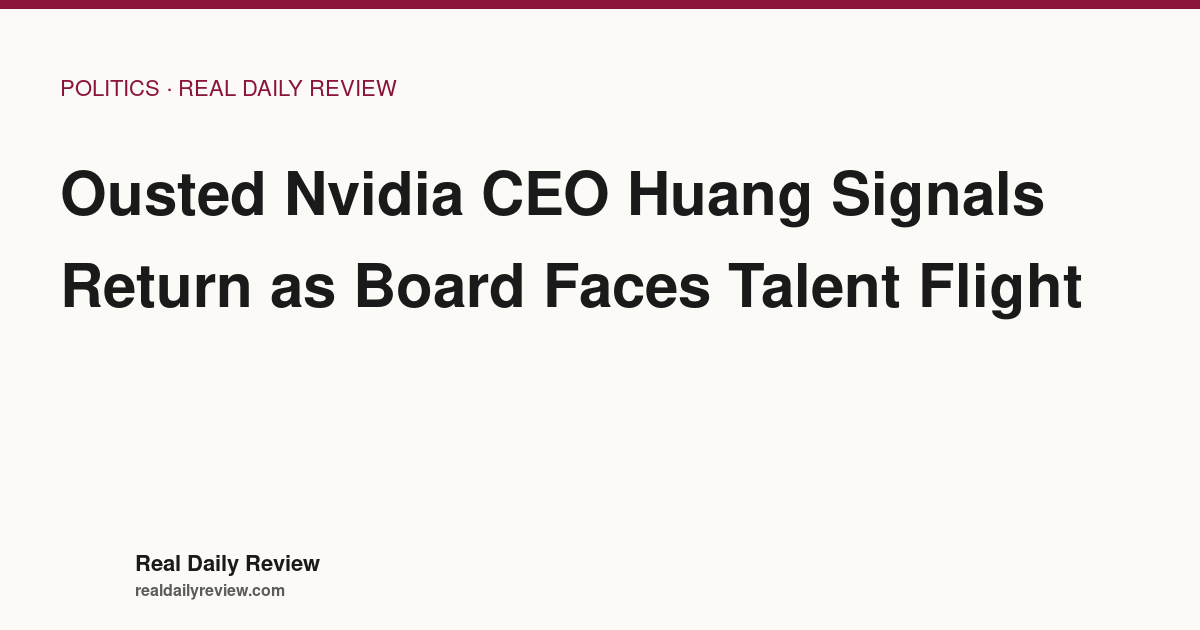 POLITICS · REAL DAILY REVIEW
Ousted Nvidia CEO Huang Signals
Return as Board Faces Talent Flight
Real Daily Review
realdailyreview.com